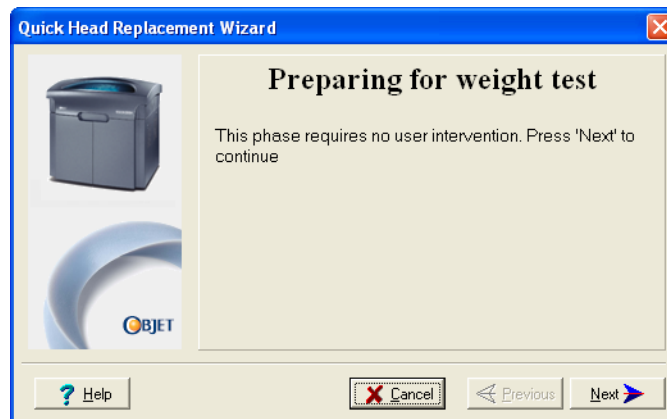 Quick Head Replacement Wizard
Preparing for weight test
This phase requires no user intervention. Press 'Next' to
continue
OBJET
Help
Cancel
Previous
Next